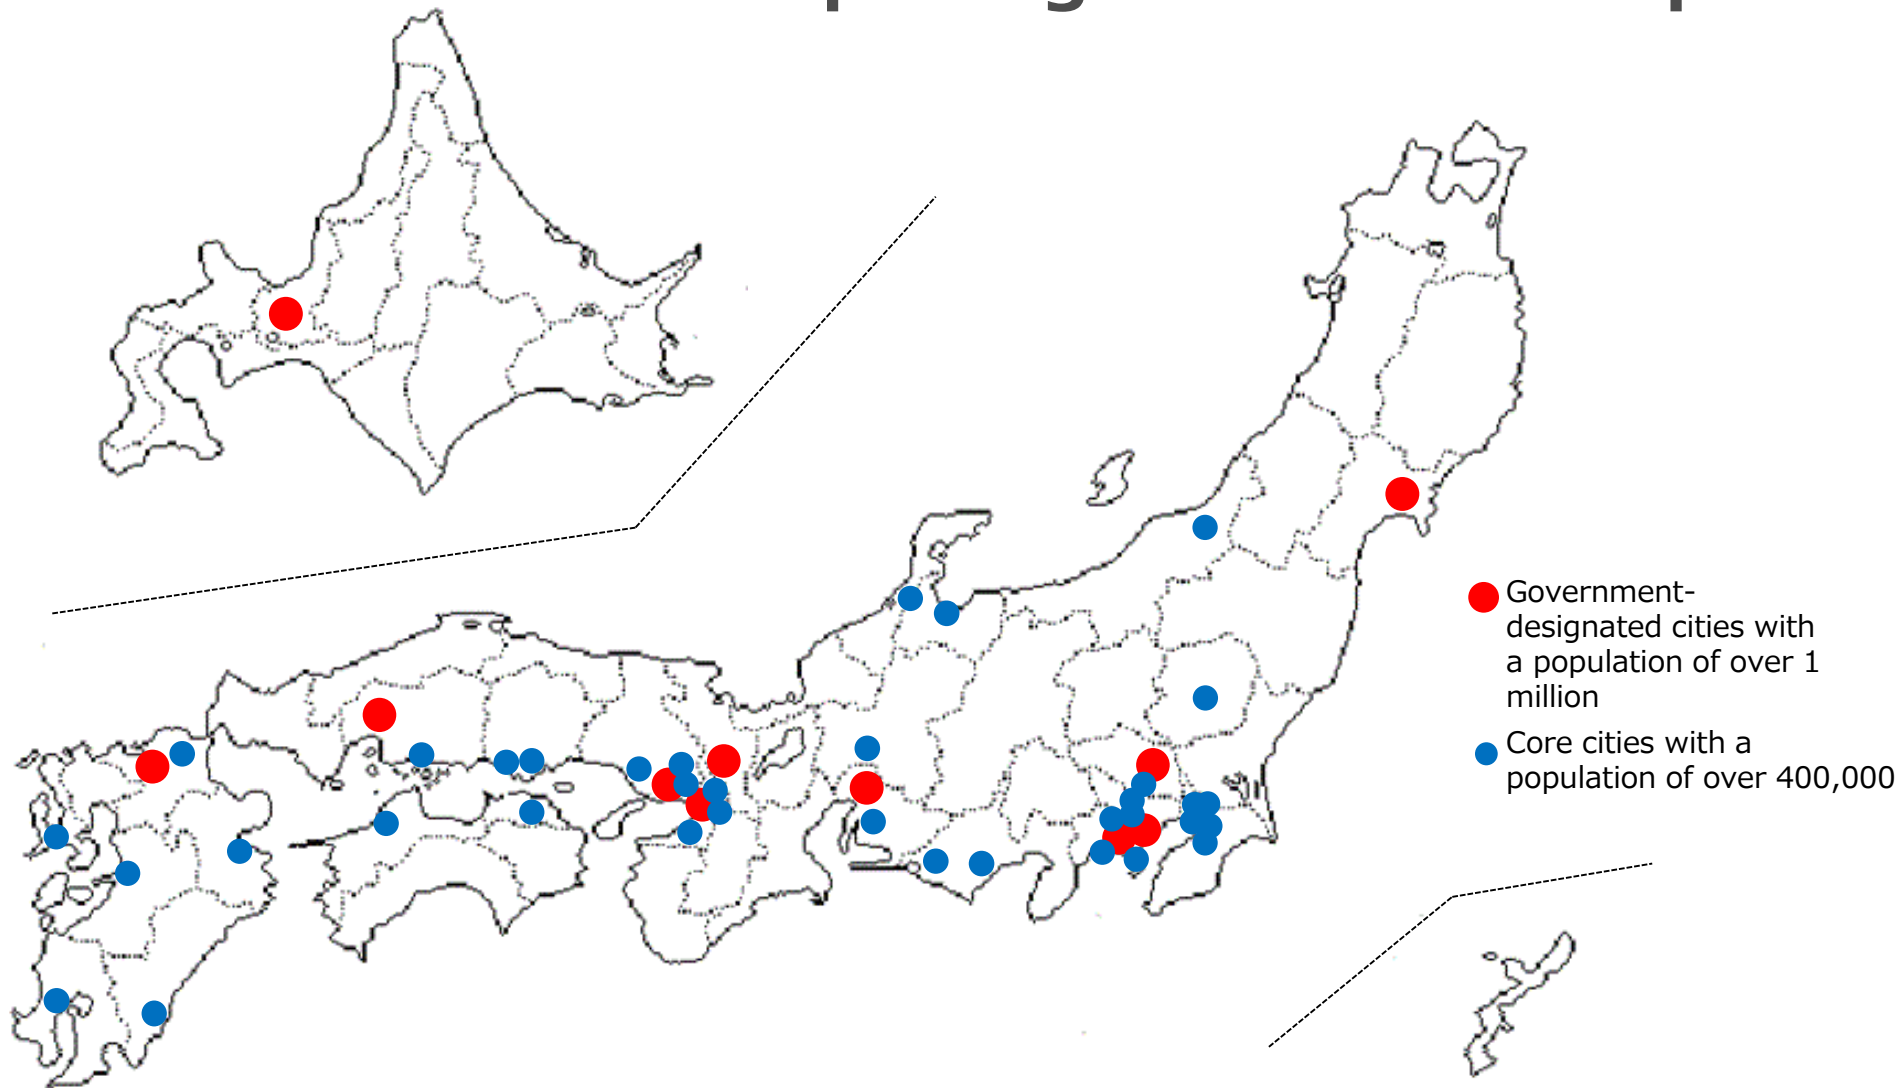 Government-
designated cities with
a population of over 1
million
Core cities with a
population of over 400,000